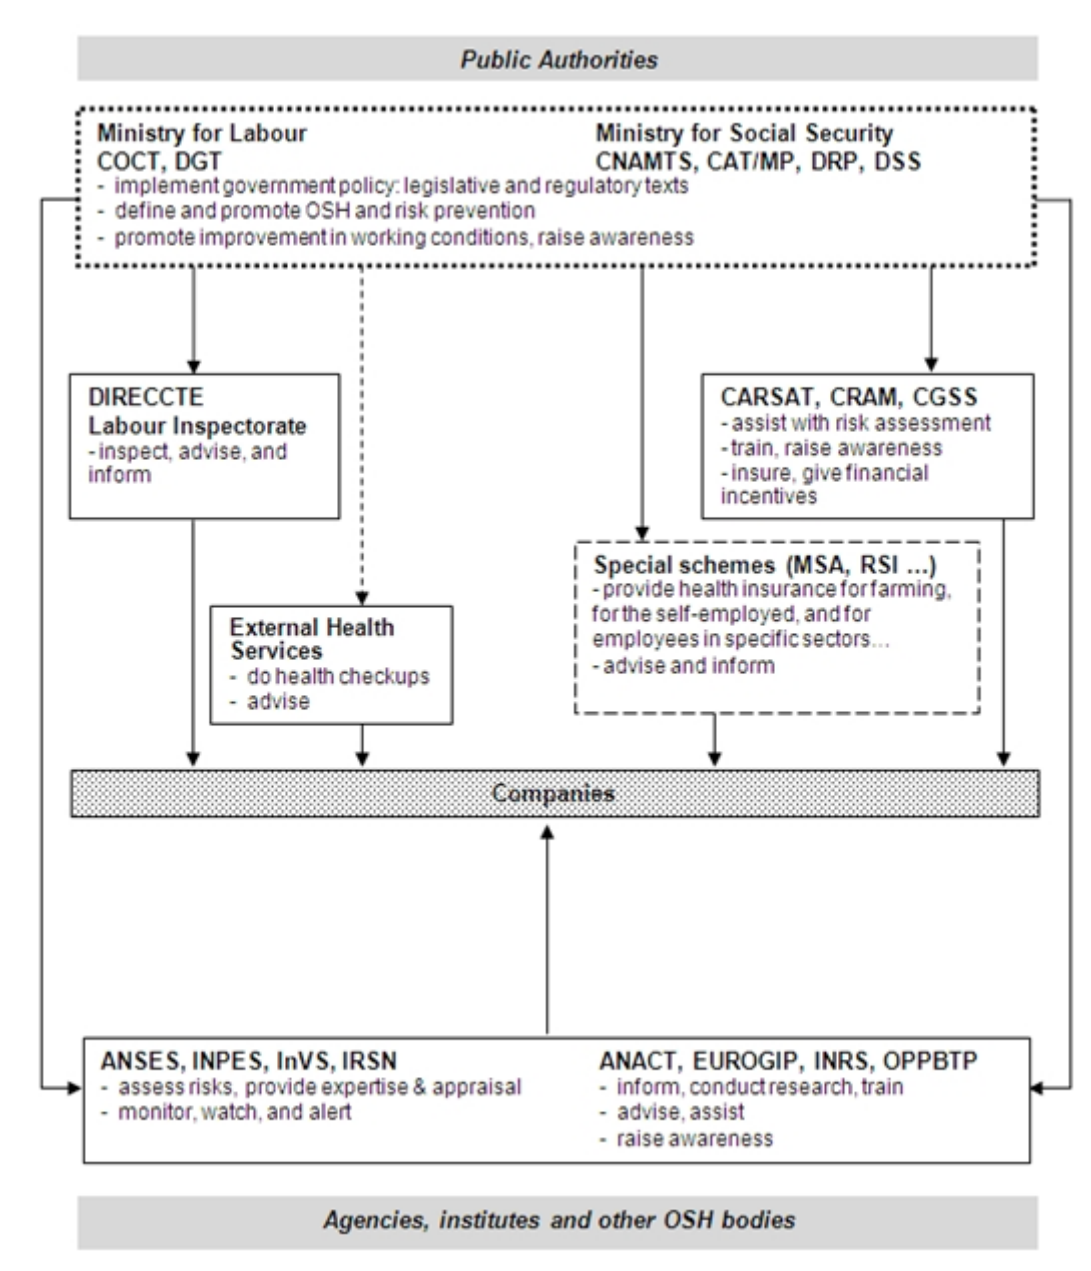 Public Authorities
Ministry for Labour
COCT, DGT
Ministry for Social Security
CNAMTS, CAT/MP, DRP, DSS
- implement government policy: legislative and regulatory texts
- define and promote OSH and risk prevention
- promote improvement in working conditions, raise awareness
DIRECCTE
Labour Inspectorate
- inspect, advise, and
inform
CARSAT, CRAM, CGSS
- assist with risk assessment
- train, raise awareness
- insure, give financial
incentives
External Health
Services
- do health checkups
- advise
Special schemes (MSA, RSI ...)
- provide health insurance for farming,
for the self-employed, and for
employees in specific sectors...
- advise and inform
Companies
ANSES, INPES, InVS, IRSN
- assess risks, provide expertise & appraisal
- monitor, watch, and alert
ANACT, EUROGIP, INRS, OPPBTP
- inform, conduct research, train
- advise, assist
- raise awareness
Agencies, institutes and other OSH bodies